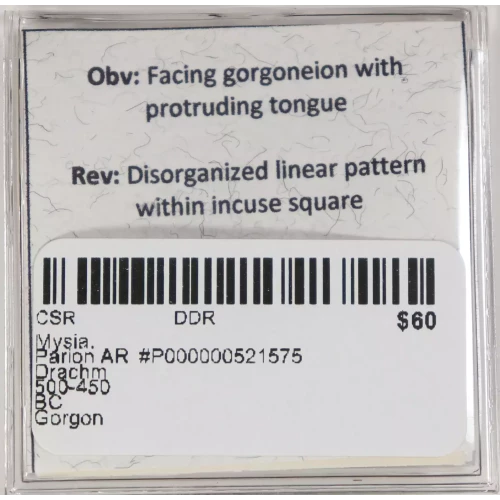 Obv: Facing gorgoneion with
protruding tongue
Rev: Disorganized linear pattern
within incuse square
CSR DDR $60
Mysia.
Parion AR #P000000521575
Drachm
500-450
BC
Gorgon